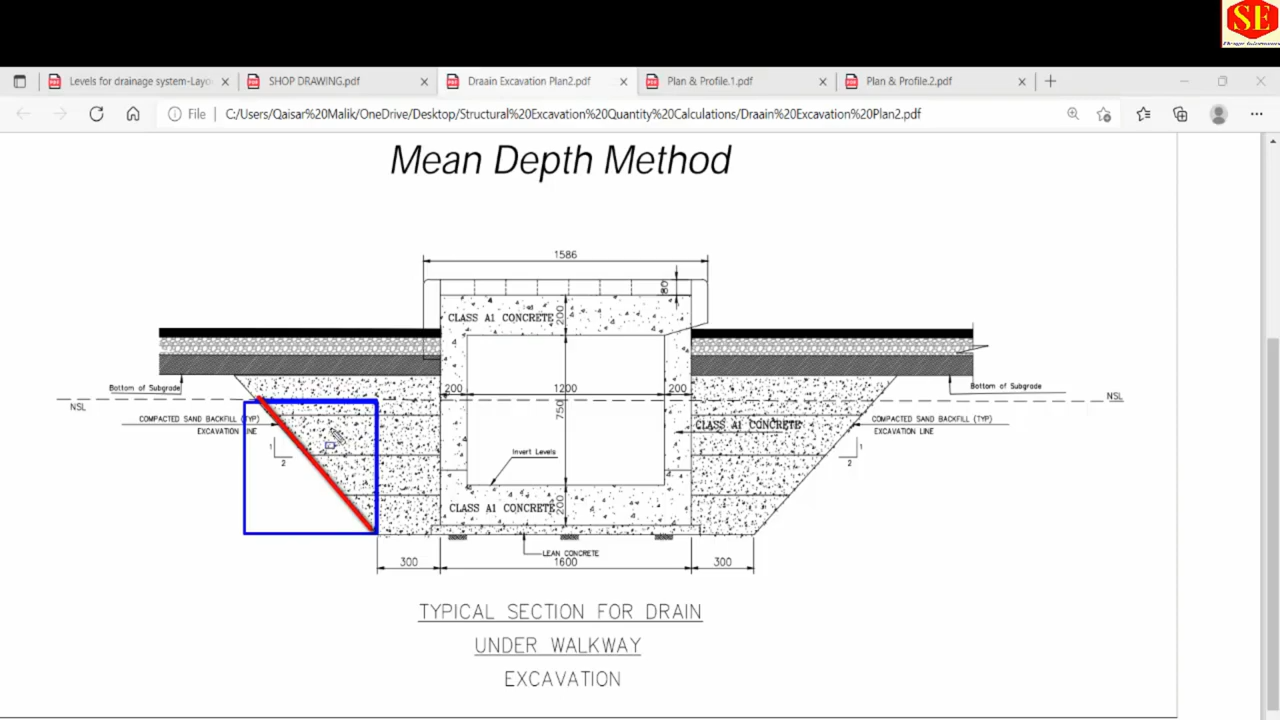 SE
Levels for drainage system-Layo
SHOP DRAWING.pdf
Draain Excavation Plan2.pdf
Plan & Profile.1.pdf
Plan & Profile.2.pdf
File
C:/Users/Qaisar%20Malik/OneDrive/Desktop/Structural%20Excavation%20Quantity%20Calculations/Draain%20Excavation%20Plan2.pdf
Mean Depth Method
1586
80
CLASS A1 CONCRETE
200
Bottom of Subgrade
200
1200
200
Bottom of Subgrade
NSL
NSL
750
COMPACTED SAND BACKFILL (TYP)
EXCAVATION LINE
CLASS A1 CONCRETE
COMPACTED SAND BACKFILL (TYP)
EXCAVATION LINE
1
2
1
2
Invert Levels
CLASS A1 CONCRETE
200
LEAN CONCRETE
300
1600
300
TYPICAL SECTION FOR DRAIN
UNDER WALKWAY
EXCAVATION